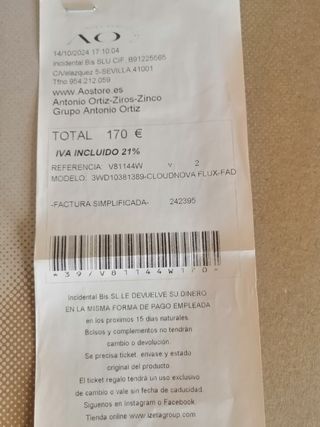 AO
14/10/2024 17:10:04
Incidental Bis SLU CIF. B91225565
C/Velazquez 5-SEVILLA 41001
Tfno 954 212 059
www.Aostore.es
Antonio Ortiz-Ziros-Zinco
Grupo Antonio Ortiz
TOTAL 170 €
IVA INCLUIDO 21%
REFERENCIA: V81144W v. 2
MODELO: 3WD10381389-CLOUDNOVA FLUX-FAD
-FACTURA SIMPLIFICADA- 242395
*39/V81144W170*
Incidental Bis SL LE DEVUELVE SU DINERO
EN LA MISMA FORMA DE PAGO EMPLEADA
en los proximos 15 dias naturales.
Bolsos y complementos no tendrán
cambio o devolución.
Se precisa ticket, envase y estado
original del producto.
El ticket regalo tendrá un uso exclusivo
de cambio o vale sin fecha de caducidad.
Siguenos en Instagram o Facebook.
Tienda online www.izetagroup.com